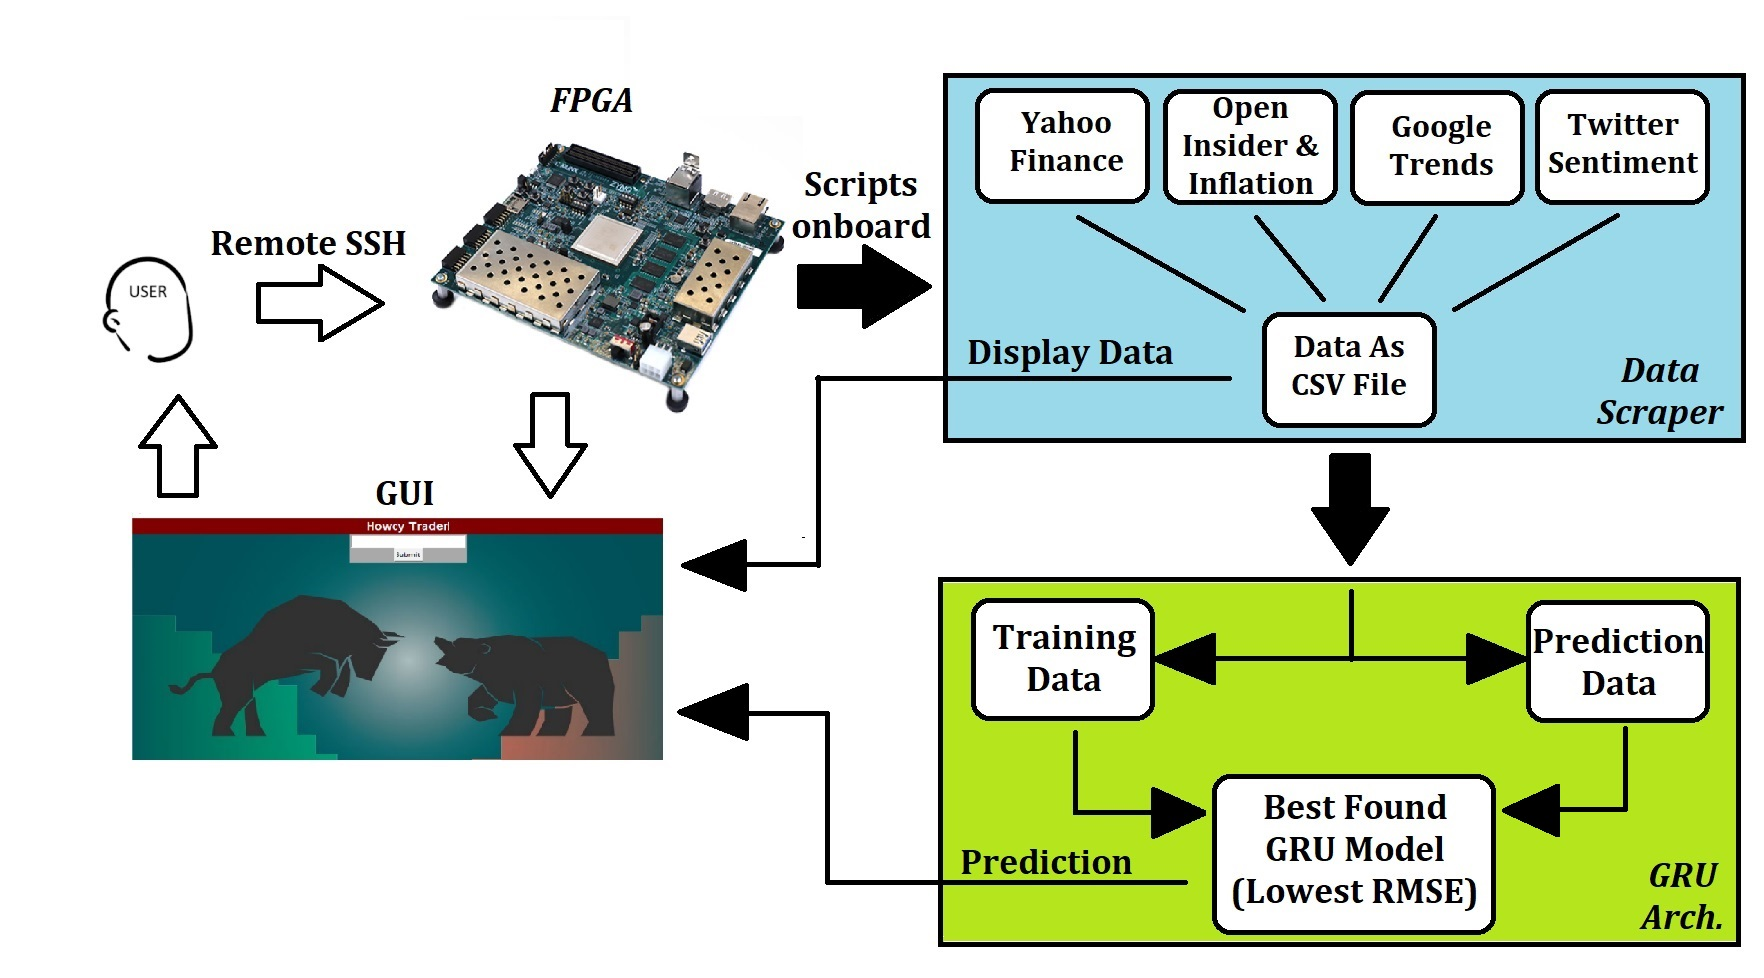 FPGA
Scripts
onboard
Remote SSH
USER
Yahoo
Finance
Open
Insider &
Inflation
Google
Trends
Twitter
Sentiment
Display Data
Data As
CSV File
Data
Scraper
GUI
Howdy Trader!
Submit
Training
Data
Prediction
Data
Best Found
GRU Model
(Lowest RMSE)
Prediction
GRU
Arch.